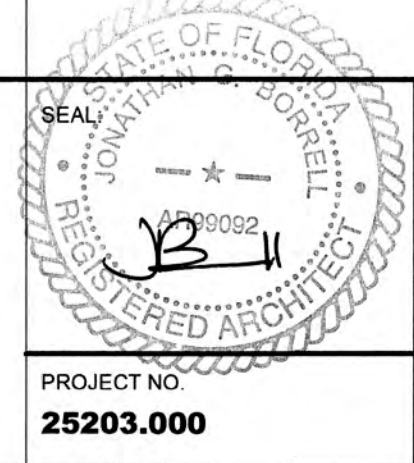 STATE OF FLORIDA
JONATHAN C. BORRELL
SEAL:
AR99092
REGISTERED ARCHITECT
PROJECT NO.
25203.000